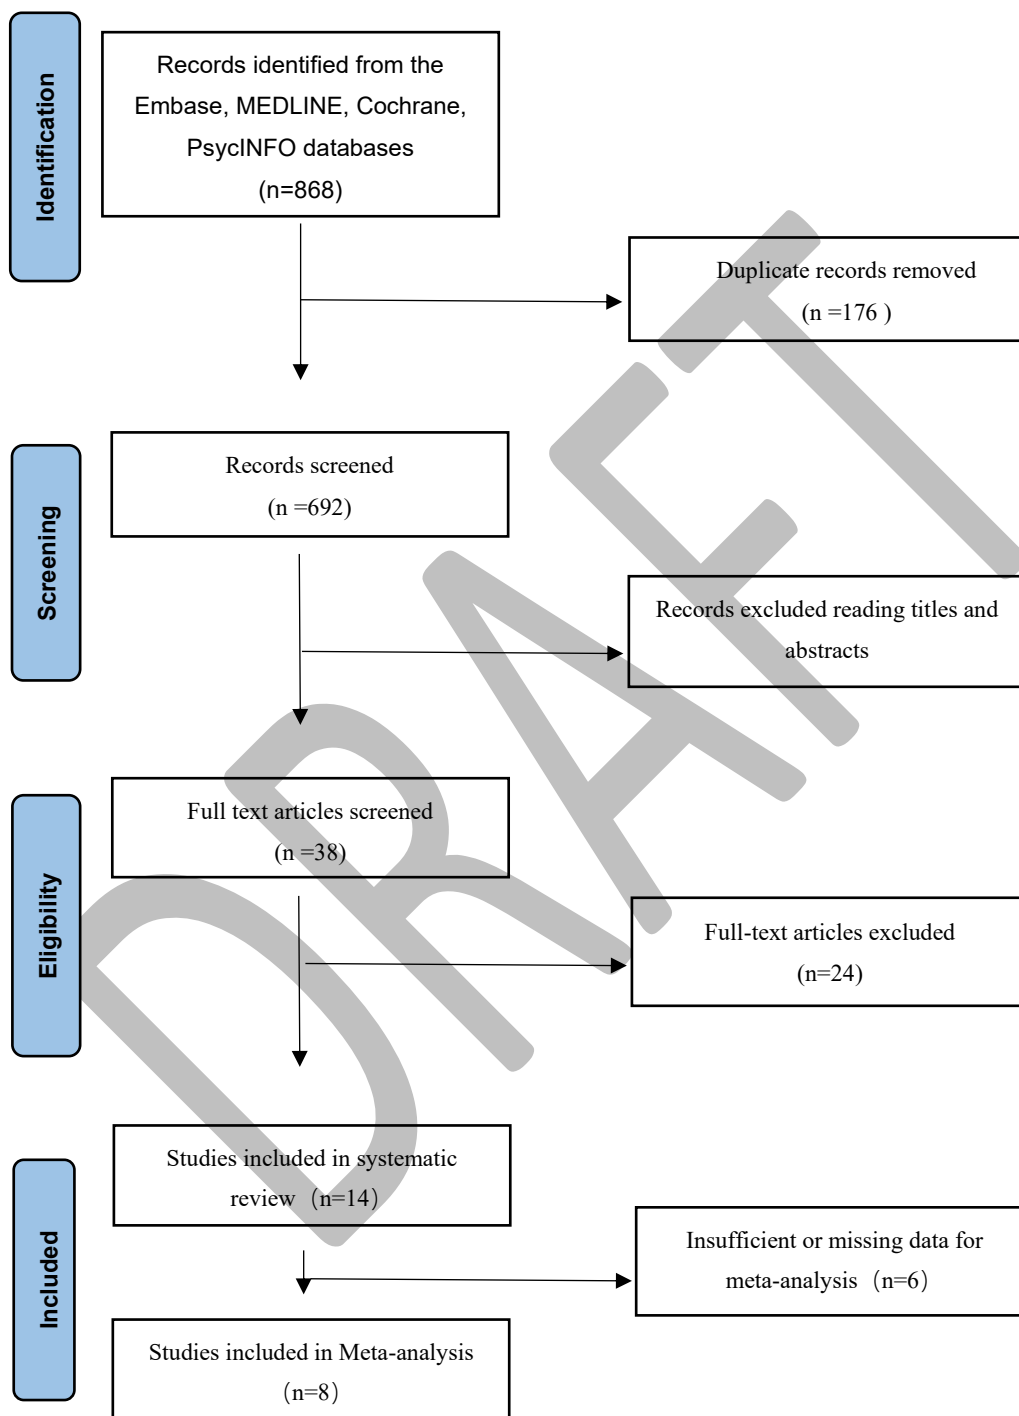 Identification
Records identified from the
Embase, MEDLINE, Cochrane,
PsycINFO databases
(n=868)
Duplicate records removed
(n =176 )
Screening
Records screened
(n =692)
Records excluded reading titles and
abstracts
Eligibility
Full text articles screened
(n =38)
Full-text articles excluded
(n=24)
Included
Studies included in systematic
review（n=14）
Insufficient or missing data for
meta-analysis（n=6）
Studies included in Meta-analysis
（n=8）
DRAFT